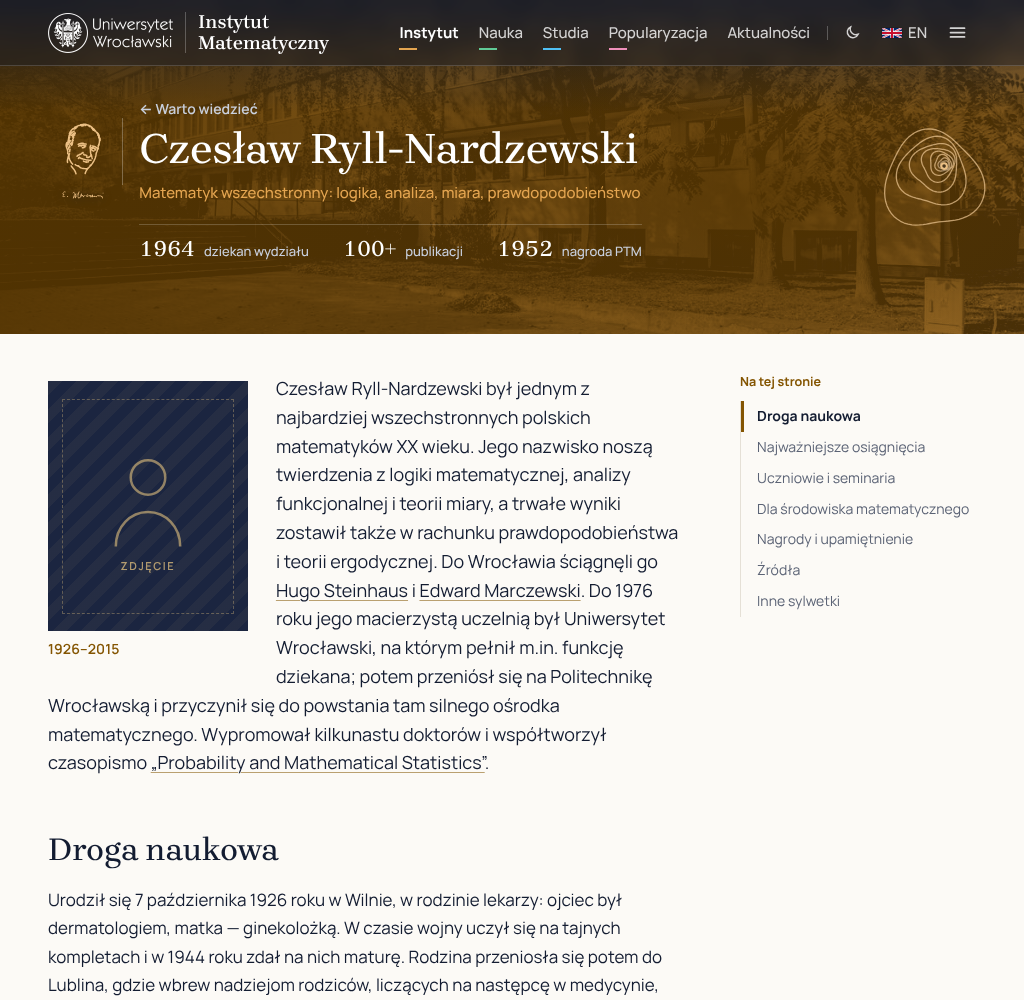 Uniwersytet
Wrocławski
Instytut
Matematyczny
Instytut
Nauka
Studia
Popularyzacja
Aktualności
EN
← Warto wiedzieć
Czesław Ryll-Nardzewski
Matematyk wszechstronny: logika, analiza, miara, prawdopodobieństwo
1964 dziekan wydziału
100+ publikacji
1952 nagroda PTM
ZDJĘCIE
1926–2015
Czesław Ryll-Nardzewski był jednym z
najbardziej wszechstronnych polskich
matematyków XX wieku. Jego nazwisko noszą
twierdzenia z logiki matematycznej, analizy
funkcjonalnej i teorii miary, a trwałe wyniki
zostawił także w rachunku prawdopodobieństwa
i teorii ergodycznej. Do Wrocławia ściągnęli go
Hugo Steinhaus i Edward Marczewski. Do 1976
roku jego macierzystą uczelnią był Uniwersytet
Wrocławski, na którym pełnił m.in. funkcję
dziekana; potem przeniósł się na Politechnikę
Wrocławską i przyczynił się do powstania tam silnego ośrodka
matematycznego. Wypromował kilkunastu doktorów i współtworzył
czasopismo „Probability and Mathematical Statistics”.
Droga naukowa
Urodził się 7 października 1926 roku w Wilnie, w rodzinie lekarzy: ojciec był
dermatologiem, matka — ginekolożką. W czasie wojny uczył się na tajnych
kompletach i w 1944 roku zdał na nich maturę. Rodzina przeniosła się potem do
Lublina, gdzie wbrew nadziejom rodziców, liczących na następcę w medycynie,
Na tej stronie
Droga naukowa
Najważniejsze osiągnięcia
Uczniowie i seminaria
Dla środowiska matematycznego
Nagrody i upamiętnienie
Źródła
Inne sylwetki